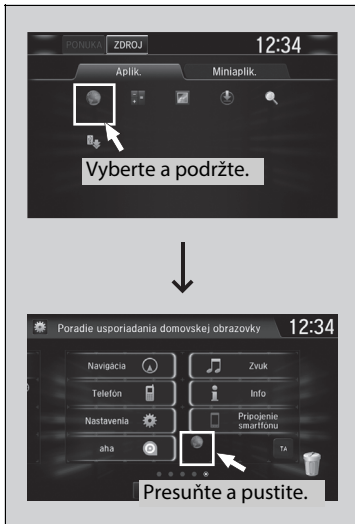 PONUKA ZDROJ 12:34
Aplik. Miniaplik.
Vyberte a podržte.
Poradie usporiadania domovskej obrazovky 12:34
Navigácia Zvuk
Telefón Info
Nastavenia Pripojenie
smartfónu
aha TA
Presuňte a pustite.